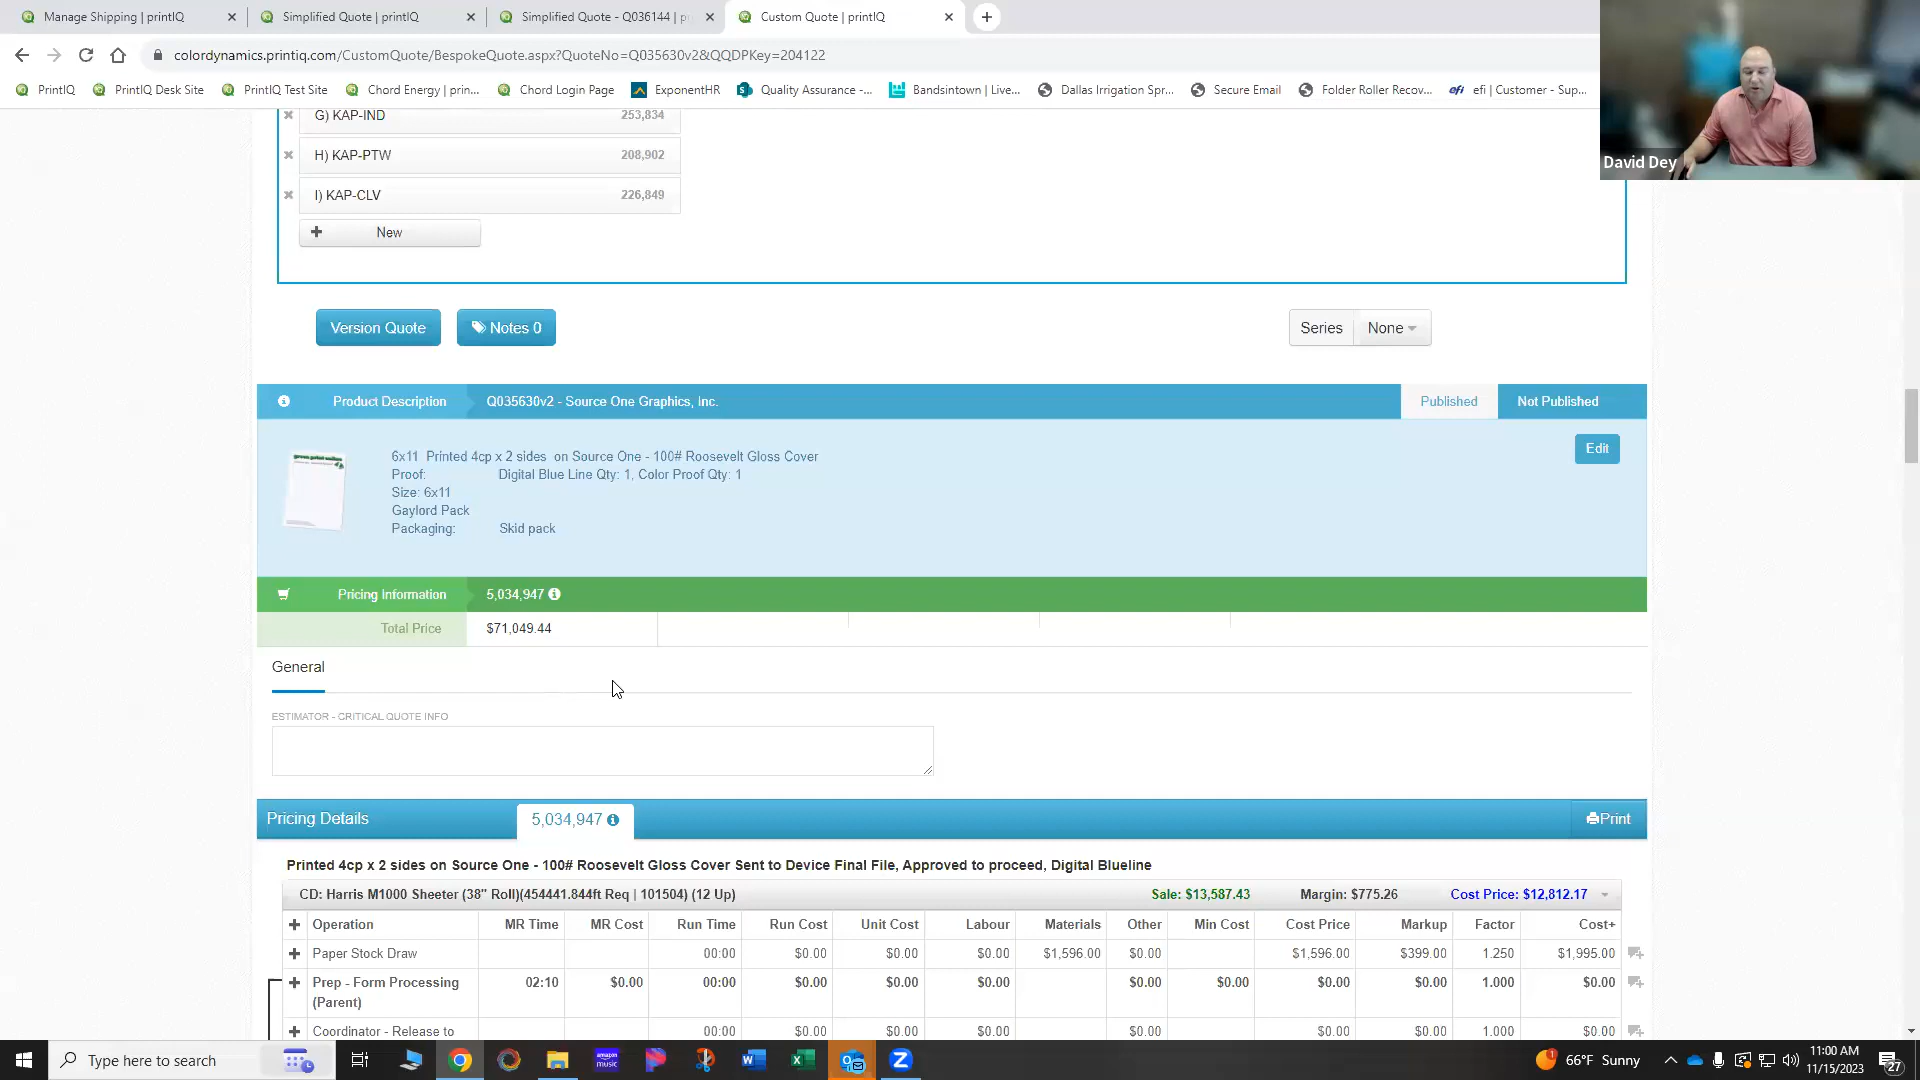 Manage Shipping | printIQ
Simplified Quote | printIQ
Simplified Quote - Q036144 | pr
Custom Quote | printIQ
colordynamics.printiq.com/CustomQuote/BespokeQuote.aspx?QuoteNo=Q035630v2&QQDPKey=204122
PrintIQ
PrintIQ Desk Site
PrintIQ Test Site
Chord Energy | prin...
Chord Login Page
ExponentHR
Quality Assurance -...
Bandsintown | Live...
Dallas Irrigation Spr...
Secure Email
Folder Roller Recov...
efi | Customer - Sup...
David Dey
G) KAP-IND 253,834
H) KAP-PTW 208,902
I) KAP-CLV 226,849
New
Version Quote
Notes 0
Series None
Product Description Q035630v2 - Source One Graphics, Inc. Published Not Published
Edit
6x11 Printed 4cp x 2 sides on Source One - 100# Roosevelt Gloss Cover
Proof: Digital Blue Line Qty: 1, Color Proof Qty: 1
Size: 6x11
Gaylord Pack
Packaging: Skid pack
Pricing Information 5,034,947
Total Price $71,049.44
General
ESTIMATOR - CRITICAL QUOTE INFO
Pricing Details 5,034,947 Print
Printed 4cp x 2 sides on Source One - 100# Roosevelt Gloss Cover Sent to Device Final File, Approved to proceed, Digital Blueline
CD: Harris M1000 Sheeter (38" Roll)(454441.844ft Req | 101504) (12 Up) Sale: $13,587.43 Margin: $775.26 Cost Price: $12,812.17
Operation MR Time MR Cost Run Time Run Cost Unit Cost Labour Materials Other Min Cost Cost Price Markup Factor Cost+
Paper Stock Draw 00:00 $0.00 $0.00 $0.00 $1,596.00 $0.00 $1,596.00 $399.00 1.250 $1,995.00
Prep - Form Processing 02:10 $0.00 00:00 $0.00 $0.00 $0.00 $0.00 $0.00 $0.00 $0.00 1.000 $0.00
(Parent)
Coordinator - Release to 00:00 $0.00 $0.00 $0.00 $0.00 $0.00 $0.00 1.000 $0.00
Type here to search
amazon music
66°F Sunny
11:00 AM
11/15/2023
27